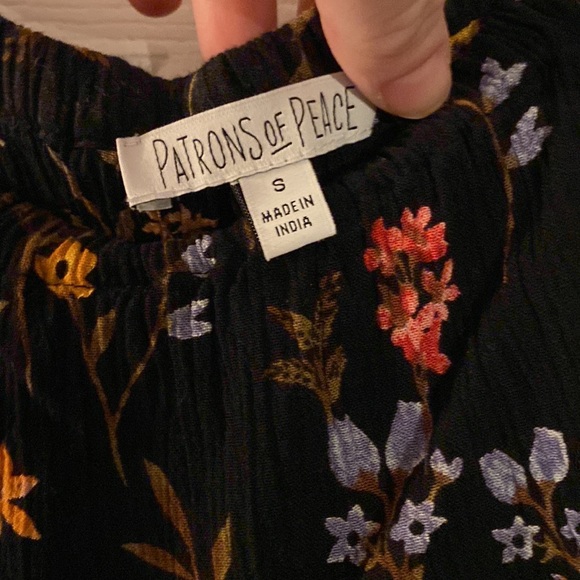 PATRONS OF PEACE
S
MADE IN
INDIA